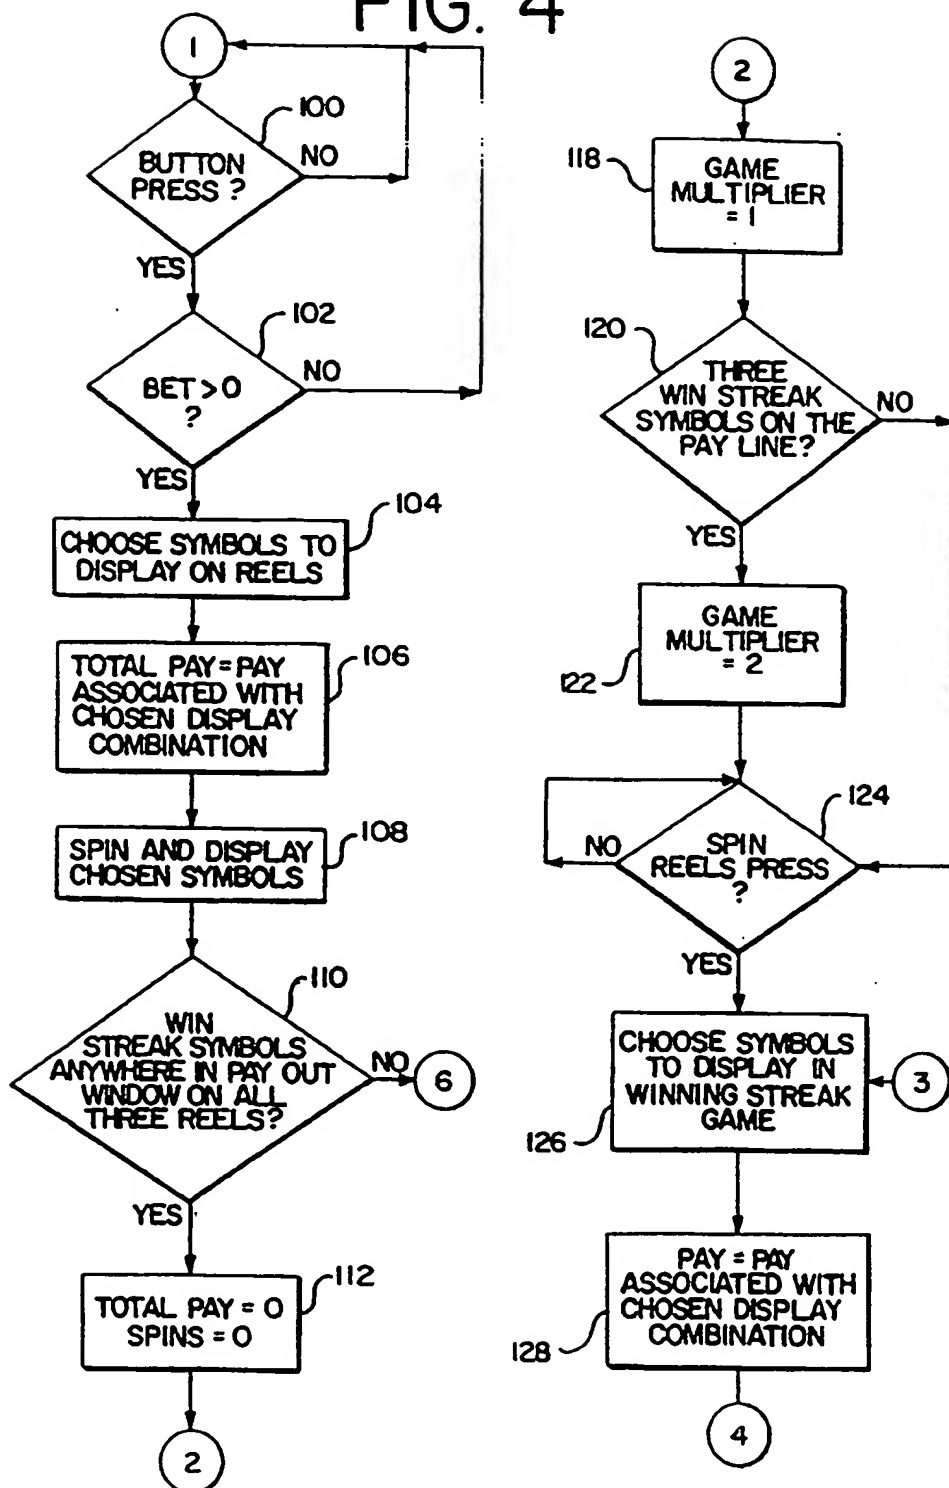 FIG. 4
1
100
BUTTON
PRESS ?
NO
YES
102
BET > 0
?
NO
YES
104
CHOOSE SYMBOLS TO
DISPLAY ON REELS
106
TOTAL PAY = PAY
ASSOCIATED WITH
CHOSEN DISPLAY
COMBINATION
108
SPIN AND DISPLAY
CHOSEN SYMBOLS
110
WIN
STREAK SYMBOLS
ANYWHERE IN PAY OUT
WINDOW ON ALL
THREE REELS?
NO
6
YES
112
TOTAL PAY = 0
SPINS = 0
2
2
118
GAME
MULTIPLIER
= 1
120
THREE
WIN STREAK
SYMBOLS ON THE
PAY LINE?
NO
YES
GAME
MULTIPLIER
= 2
122
124
SPIN
REELS PRESS
?
NO
YES
CHOOSE SYMBOLS
TO DISPLAY IN
WINNING STREAK
GAME
3
126
PAY = PAY
ASSOCIATED WITH
CHOSEN DISPLAY
COMBINATION
128
4